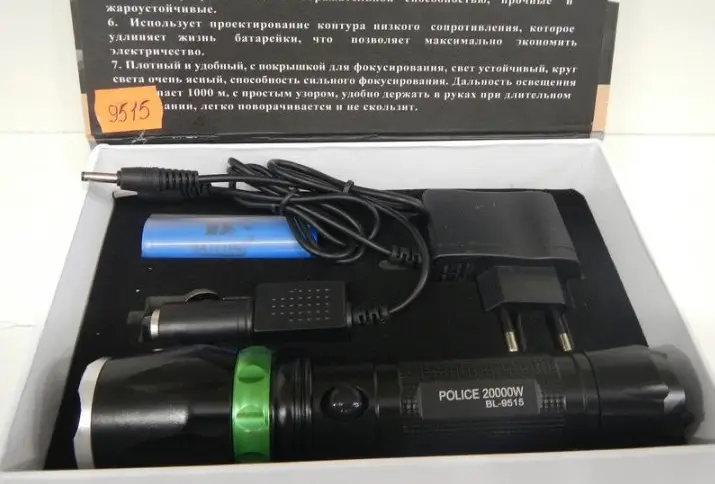 способностью, прочные и
жароустойчивые.
6. Использует проектирование контура низкого сопротивления, которое
удлиняет жизнь батарейки, что позволяет максимально экономить
электричество.
7. Плотный и удобный, с покрышкой для фокусирования, свет устойчивый, круг
света очень ясный, способность сильного фокусирования. Дальность освещения
1000 м, с простым узором, удобно держать в руках при длительном
легко поворачивается и не скользит.
9515
POLICE 20000W
BL-9515